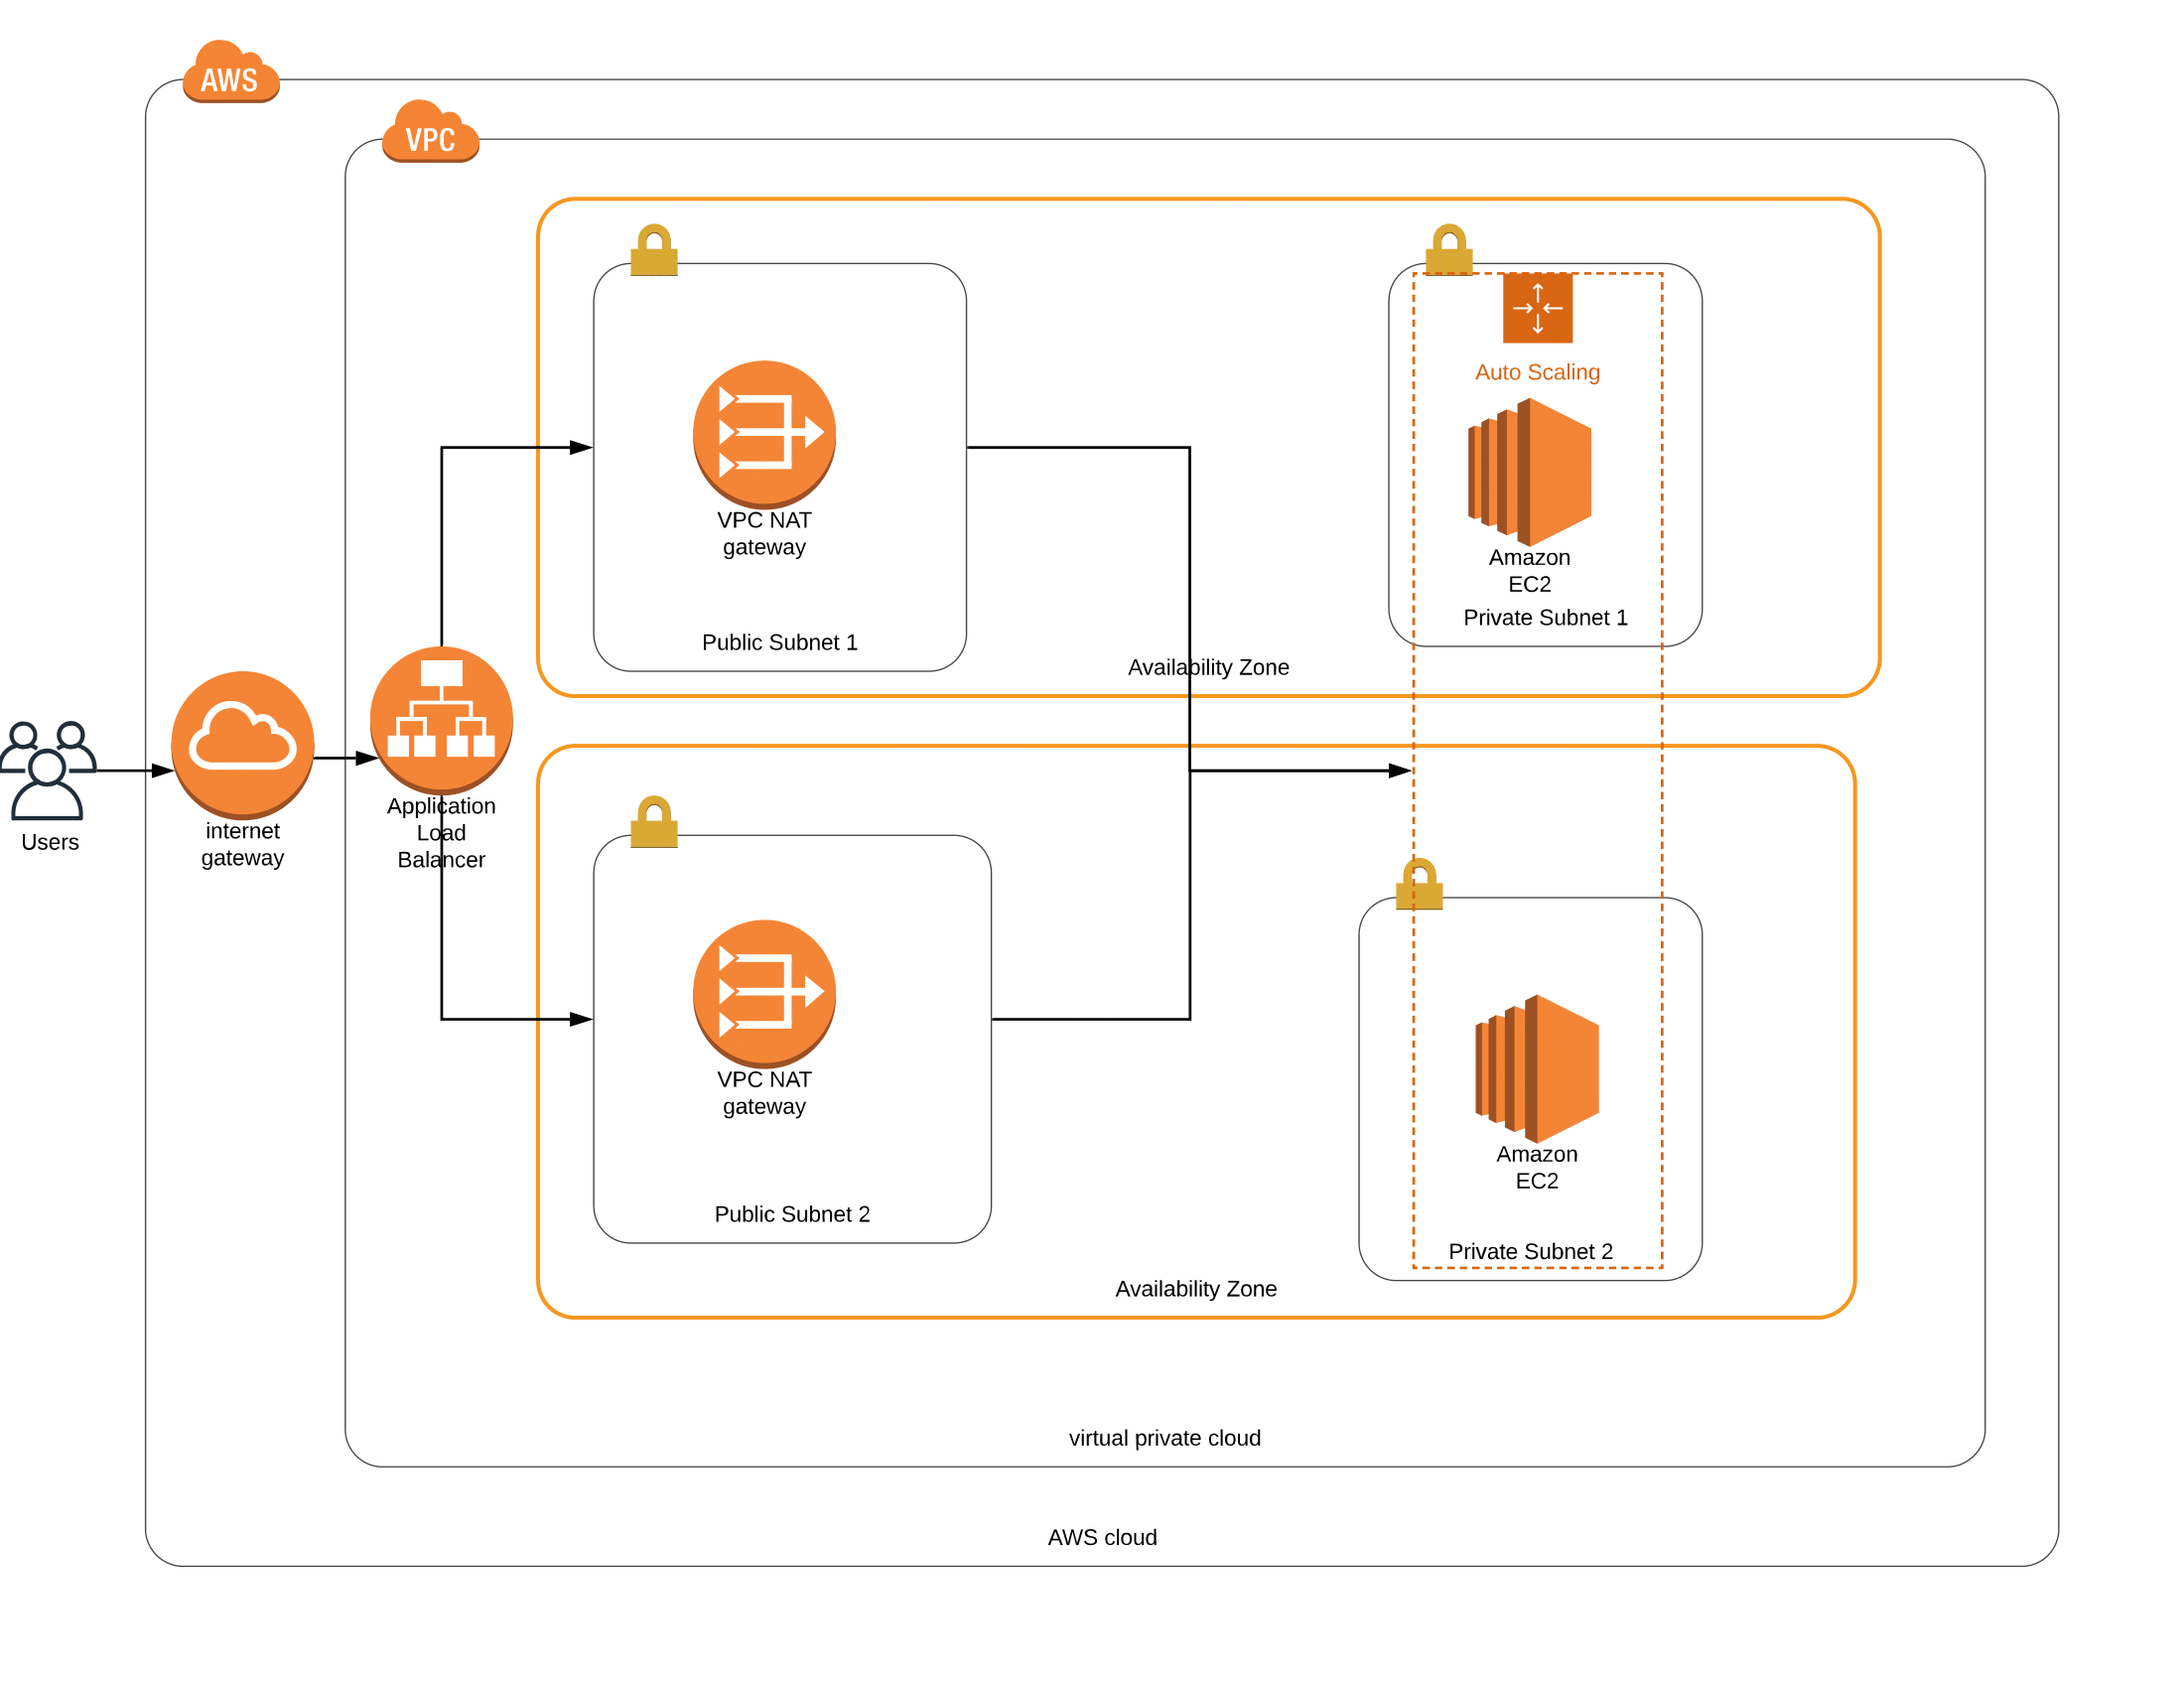 AWS
VPC
Auto Scaling
VPC NAT
gateway
Amazon
EC2
Private Subnet 1
Public Subnet 1
Availability Zone
Users
internet
gateway
Application
Load
Balancer
VPC NAT
gateway
Amazon
EC2
Public Subnet 2
Private Subnet 2
Availability Zone
virtual private cloud
AWS cloud